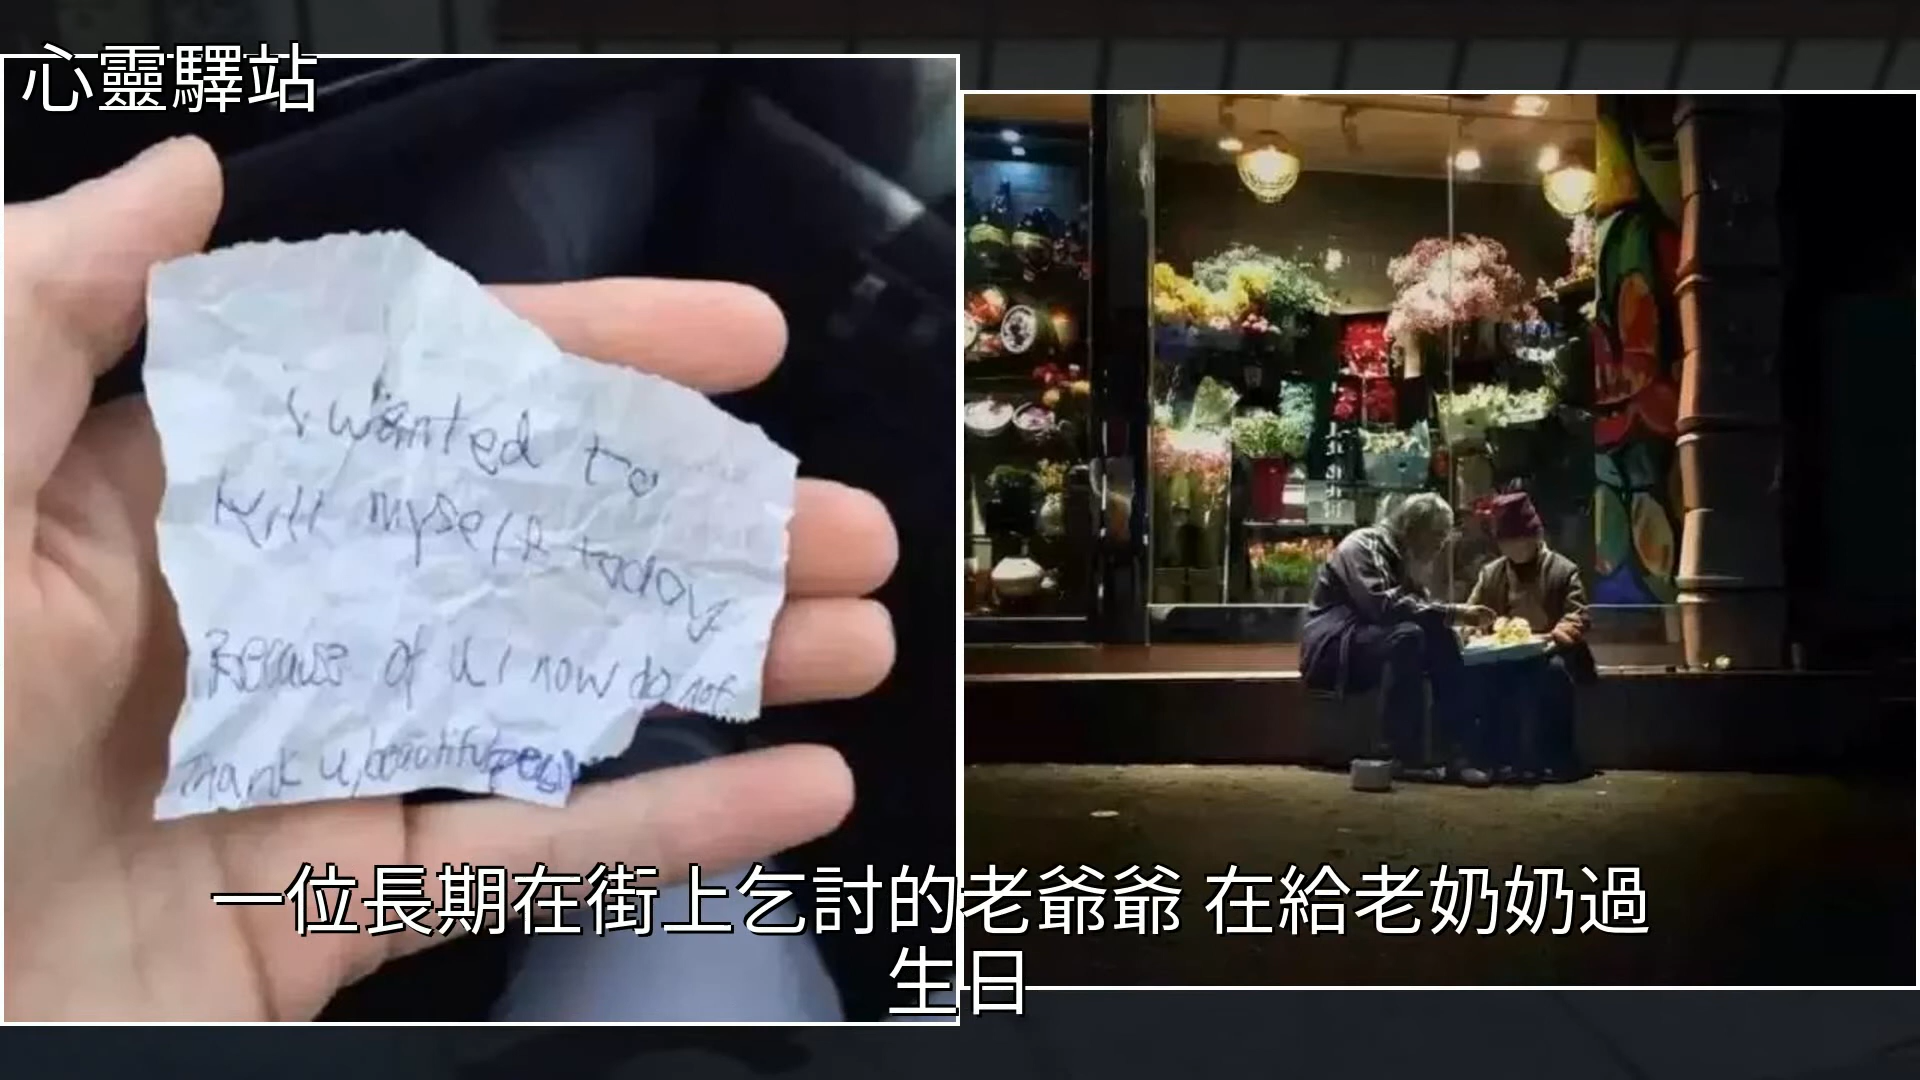 心靈驛站
I wanted to
kill myself today
Because of u I now do not
Thank u, beautiful
一位長期在街上乞討的老爺爺 在給老奶奶過
生日